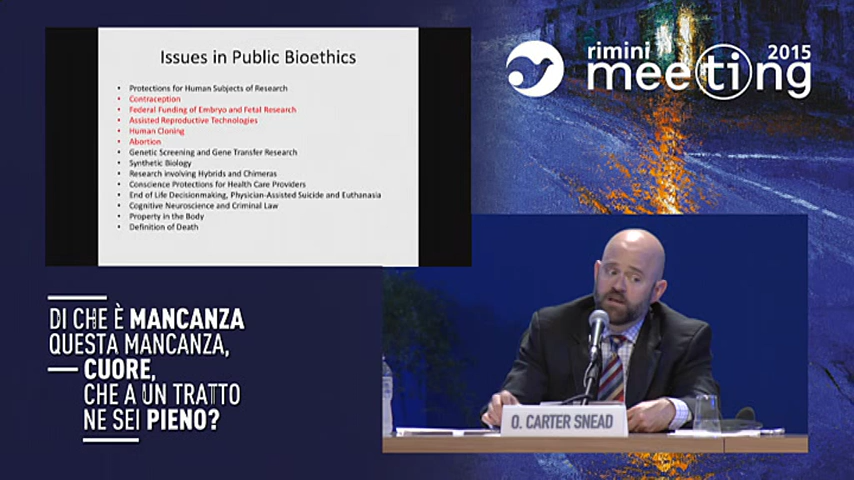 Issues in Public Bioethics
• Protections for Human Subjects of Research
• Contraception
• Federal Funding of Embryo and Fetal Research
• Assisted Reproductive Technologies
• Human Cloning
• Abortion
• Genetic Screening and Gene Transfer Research
• Synthetic Biology
• Research involving Hybrids and Chimeras
• Conscience Protections for Health Care Providers
• End of Life Decisionmaking, Physician-Assisted Suicide and Euthanasia
• Cognitive Neuroscience and Criminal Law
• Property in the Body
• Definition of Death
rimini 2015
meeting
DI CHE È MANCANZA
QUESTA MANCANZA,
CUORE,
CHE A UN TRATTO
NE SEI PIENO?
O. CARTER SNEAD